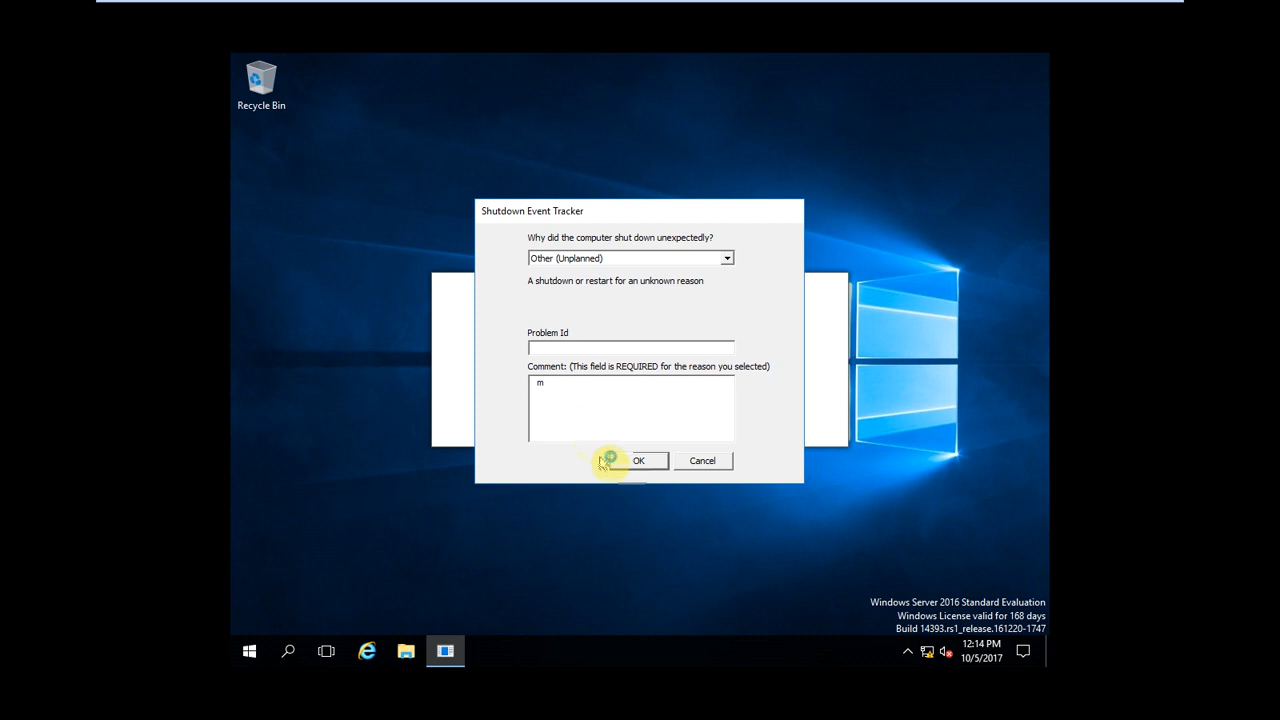 Recycle Bin
Shutdown Event Tracker
Why did the computer shut down unexpectedly?
Other (Unplanned)
A shutdown or restart for an unknown reason
Problem Id
Comment: (This field is REQUIRED for the reason you selected)
m
OK
Cancel
Windows Server 2016 Standard Evaluation
Windows License valid for 168 days
Build 14393.rs1_release.161220-1747
12:14 PM
10/5/2017